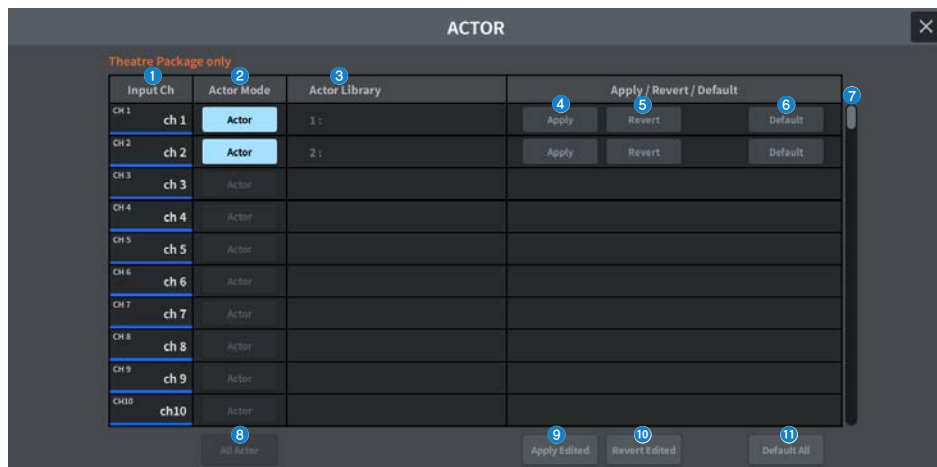 ACTOR
Theatre Package only
1 2 3
Input Ch Actor Mode Actor Library Apply / Revert / Default
4 5 6 7
CH 1 ch 1 Actor 1: Apply Revert Default
CH 2 ch 2 Actor 2: Apply Revert Default
CH 3 ch 3 Actor
CH 4 ch 4 Actor
CH 5 ch 5 Actor
CH 6 ch 6 Actor
CH 7 ch 7 Actor
CH 8 ch 8 Actor
CH 9 ch 9 Actor
CH10 ch10 Actor
8 9 10 11
All Actor Apply Edited Revert Edited Default All